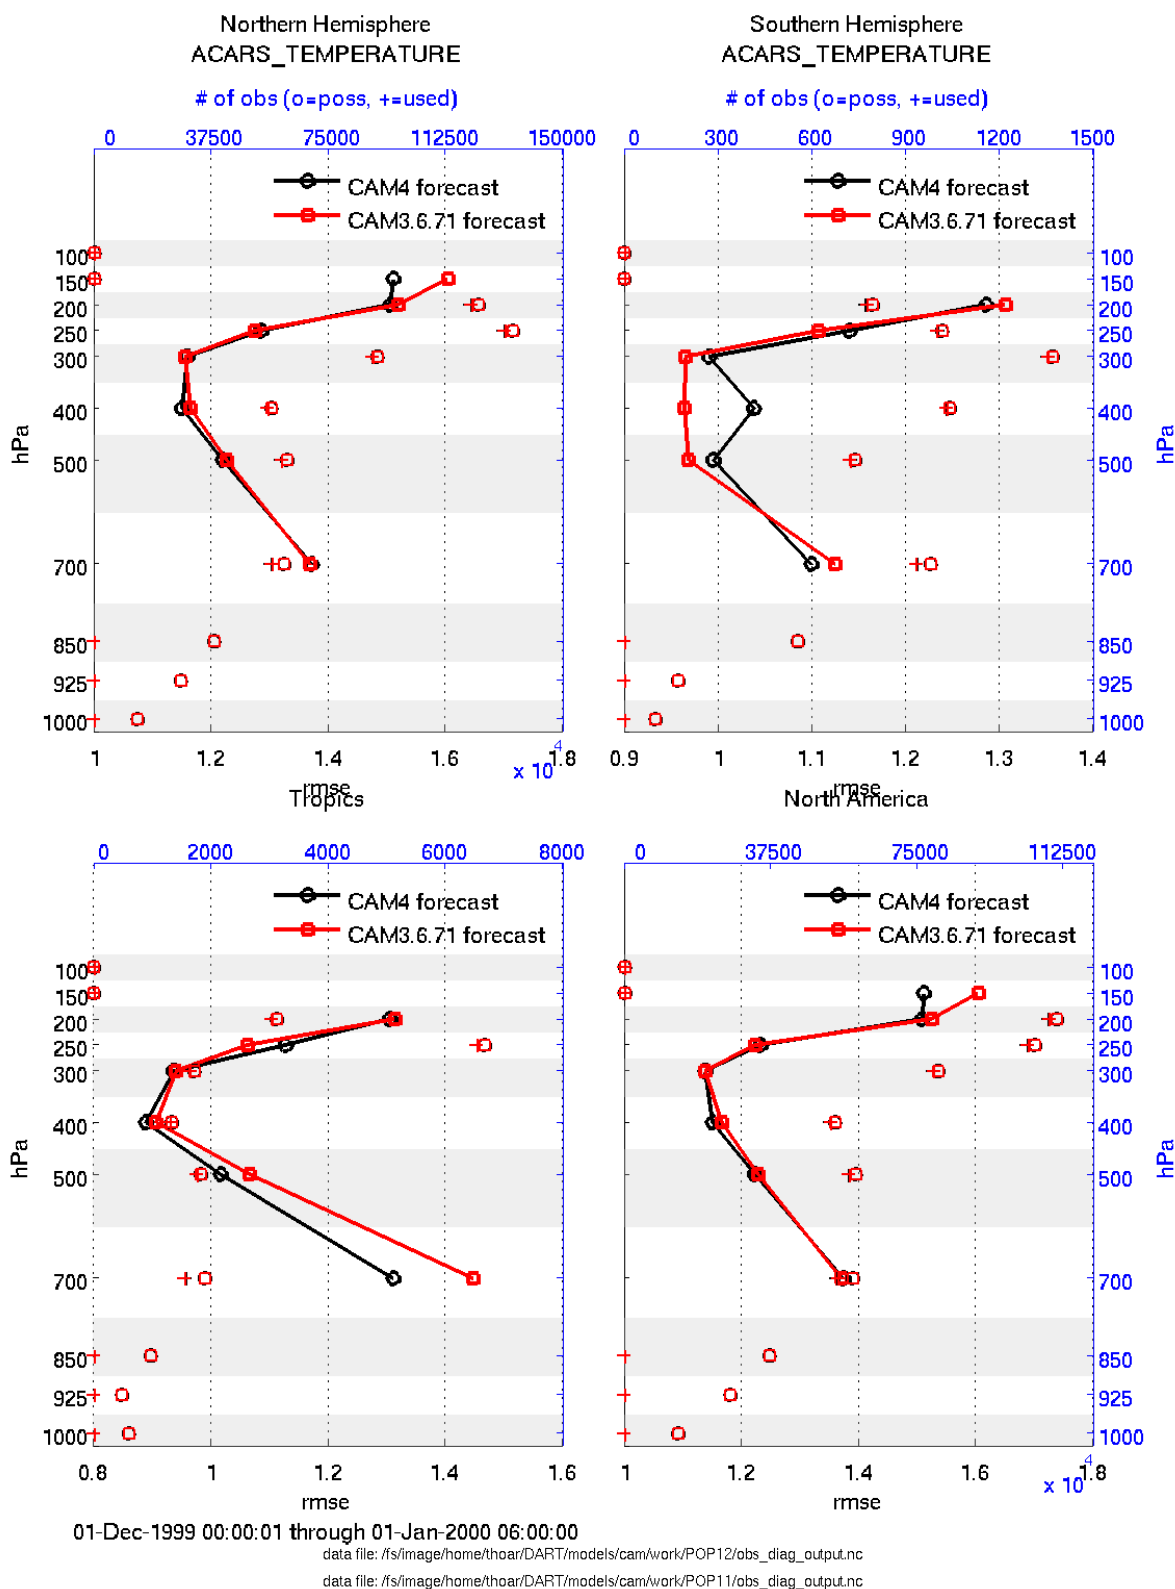 Northern Hemisphere
ACARS_TEMPERATURE
# of obs (o=poss, +=used)
0 37500 75000 112500 150000
CAM4 forecast
CAM3.6.71 forecast
100
150
200
250
300
400
500
700
850
925
1000
hPa
1 1.2 1.4 1.6 1.8
x 10^4
rmse
Southern Hemisphere
ACARS_TEMPERATURE
# of obs (o=poss, +=used)
0 300 600 900 1200 1500
CAM4 forecast
CAM3.6.71 forecast
100
150
200
250
300
400
500
700
850
925
1000
hPa
0.9 1 1.1 1.2 1.3 1.4
rmse
Tropics
0 2000 4000 6000 8000
CAM4 forecast
CAM3.6.71 forecast
100
150
200
250
300
400
500
700
850
925
1000
hPa
0.8 1 1.2 1.4 1.6
rmse
North America
0 37500 75000 112500
CAM4 forecast
CAM3.6.71 forecast
100
150
200
250
300
400
500
700
850
925
1000
hPa
1 1.2 1.4 1.6 1.8
x 10^4
rmse
01-Dec-1999 00:00:01 through 01-Jan-2000 06:00:00
data file: /fs/image/home/thoar/DART/models/cam/work/POP12/obs_diag_output.nc
data file: /fs/image/home/thoar/DART/models/cam/work/POP11/obs_diag_output.nc